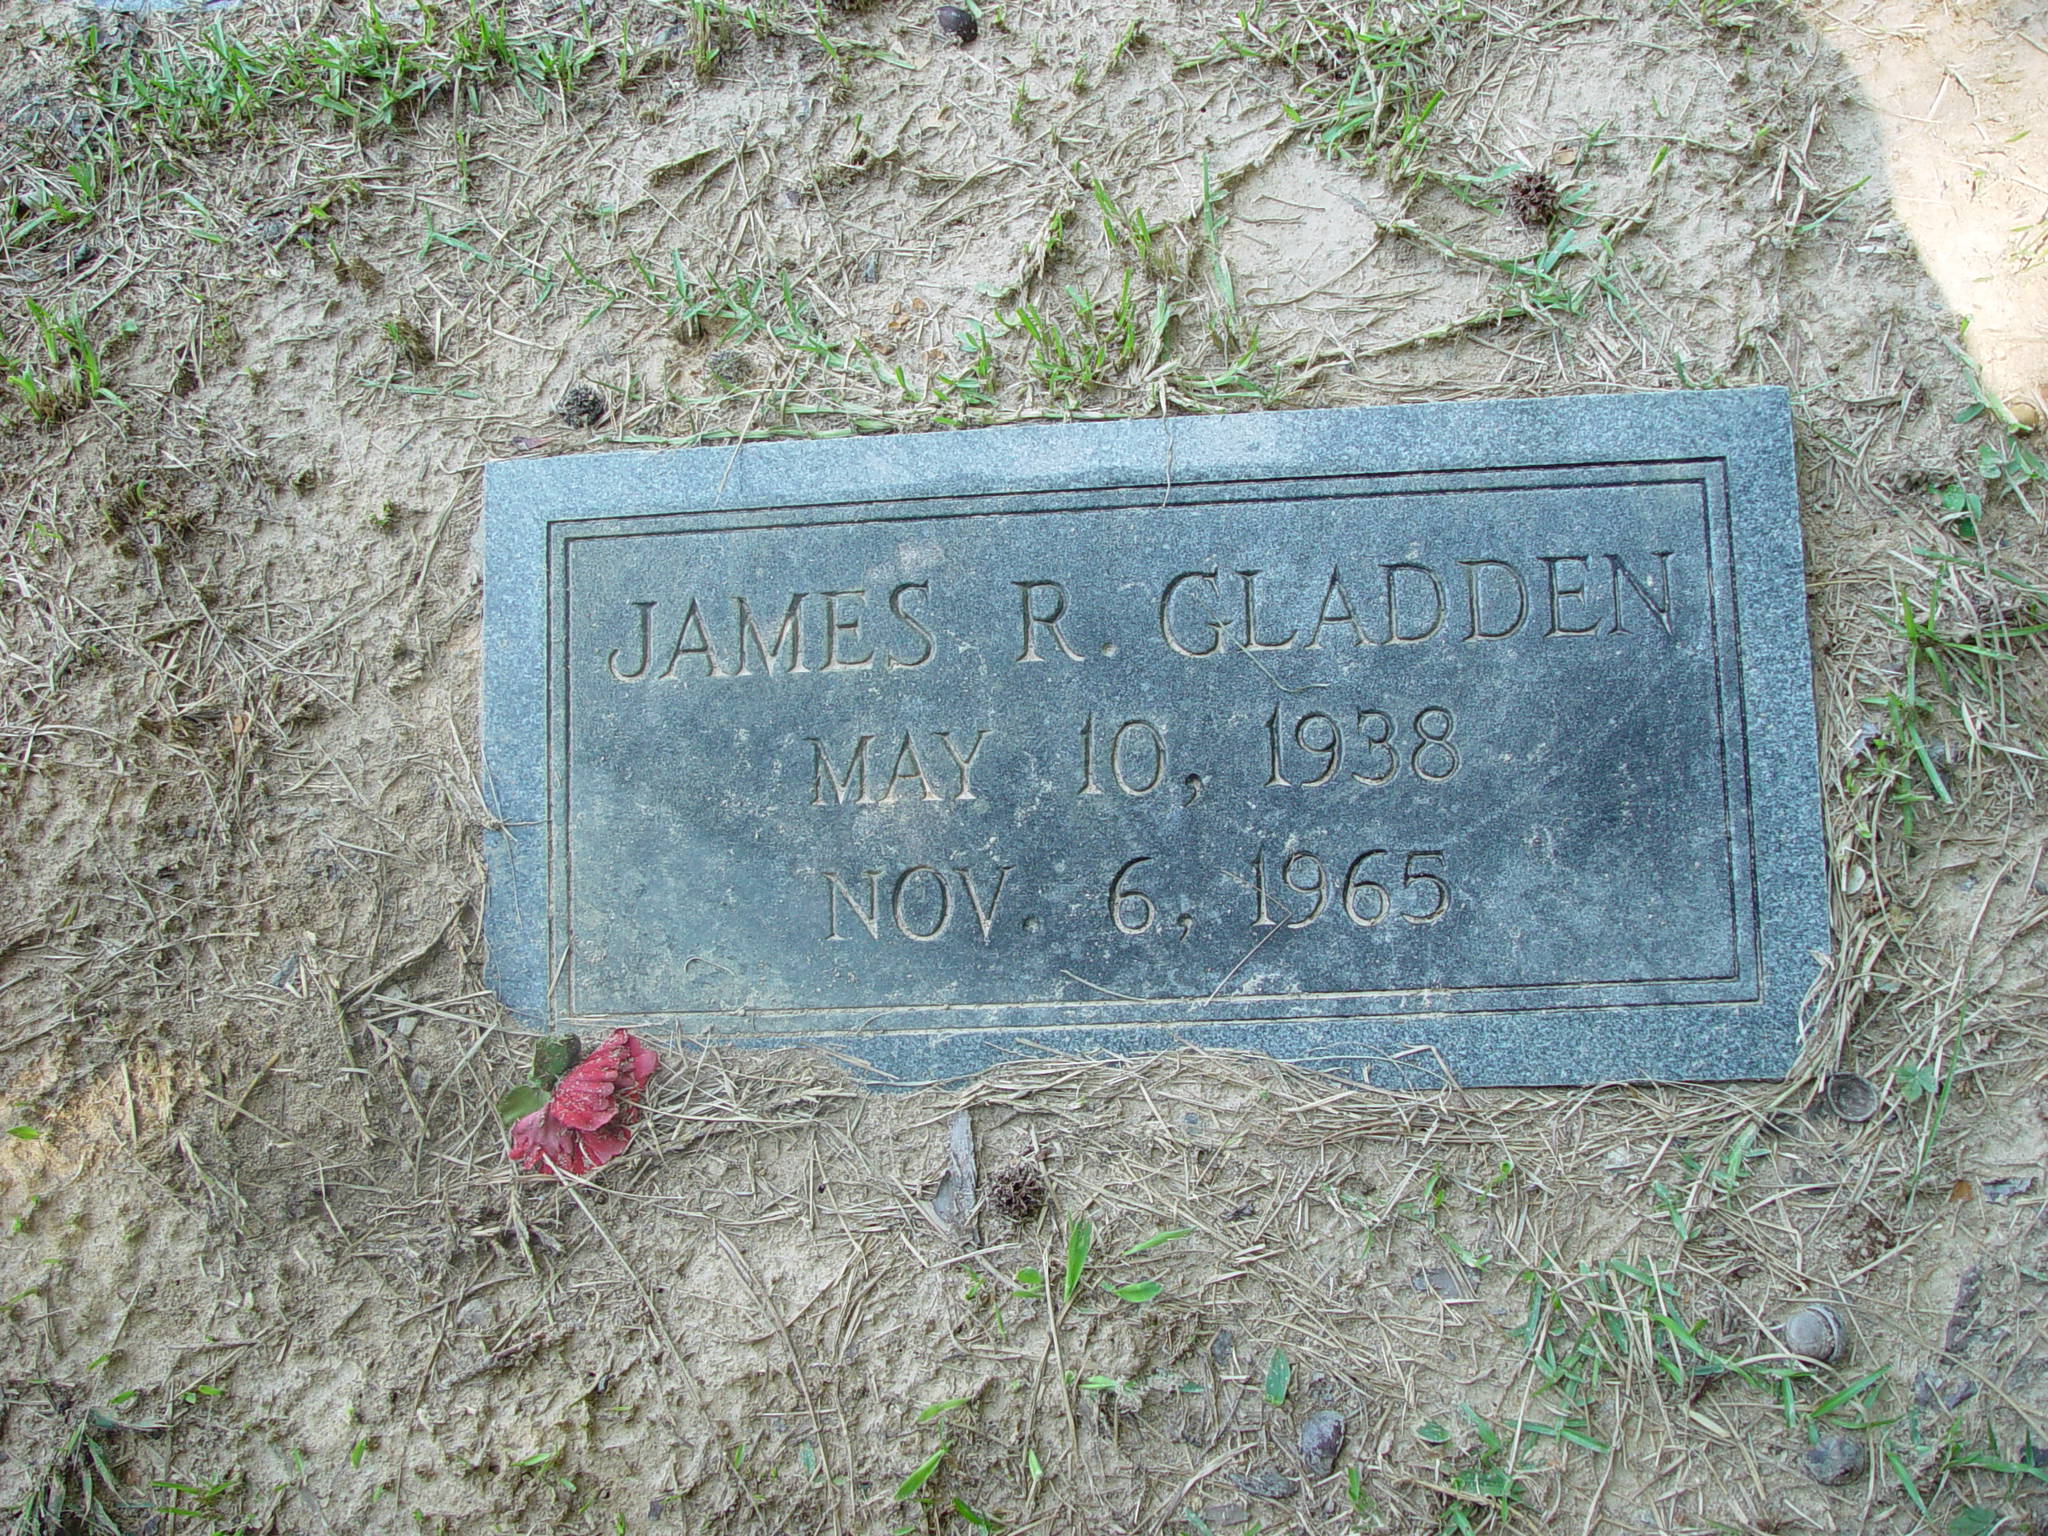 JAMES R. GLADDEN
MAY 10, 1938
NOV. 6, 1965